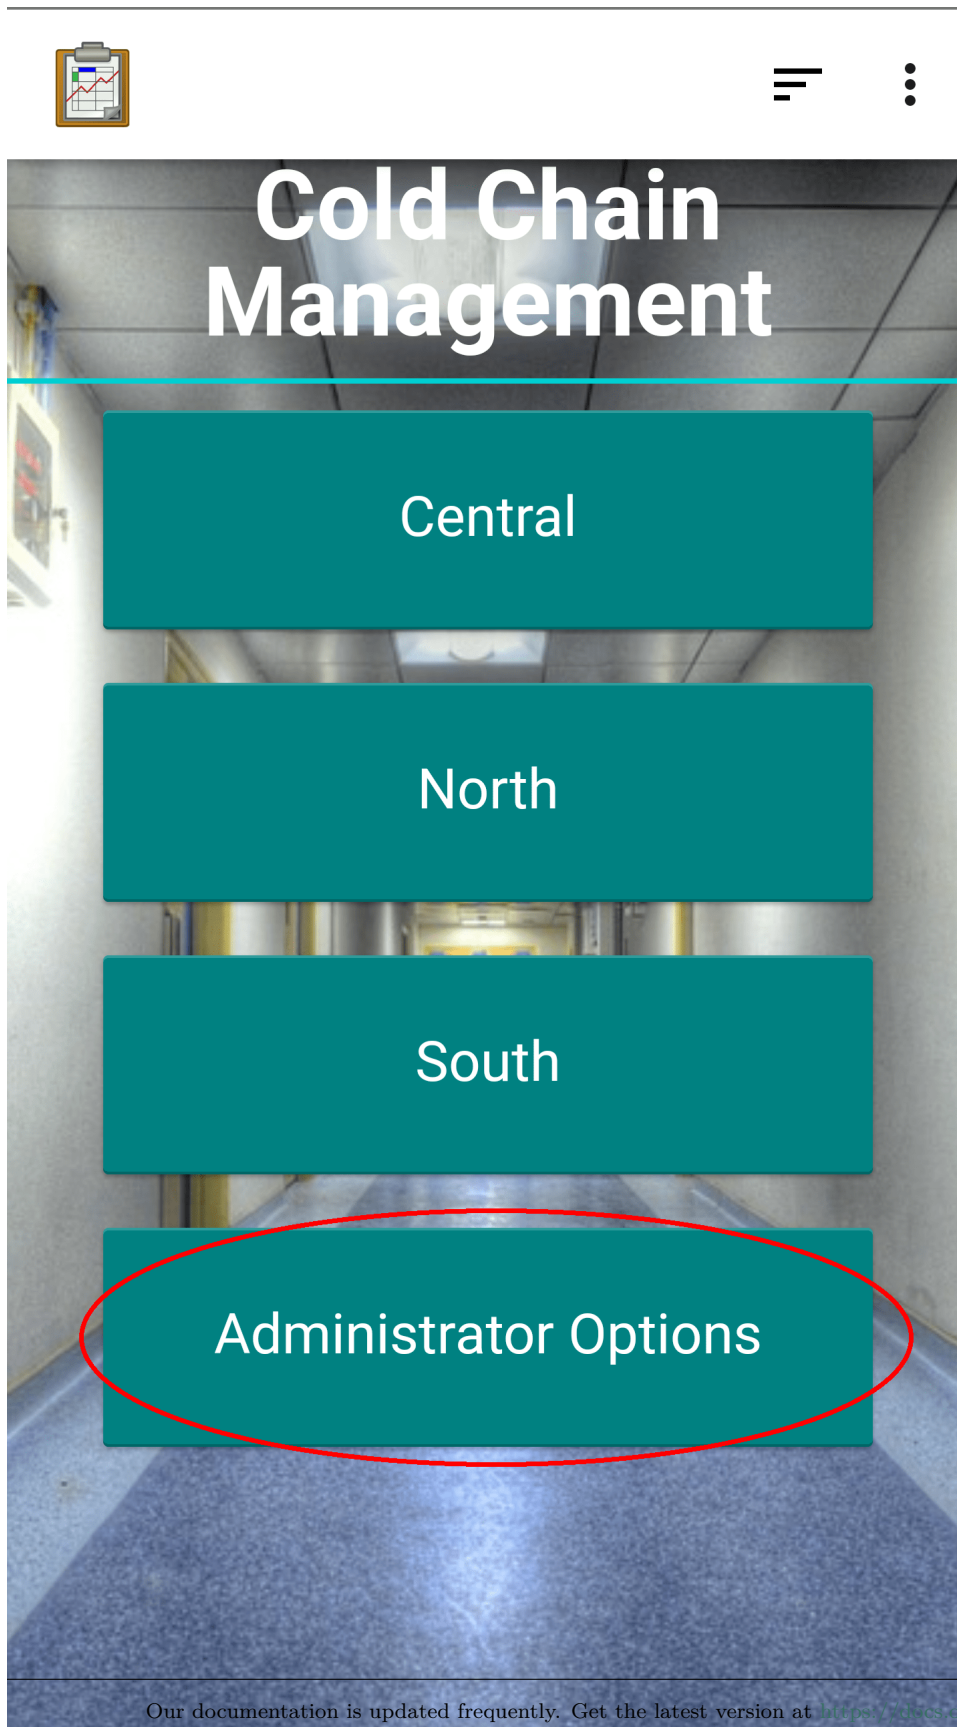 Cold Chain
Management
Central
North
South
Administrator Options
Our documentation is updated frequently. Get the latest version at